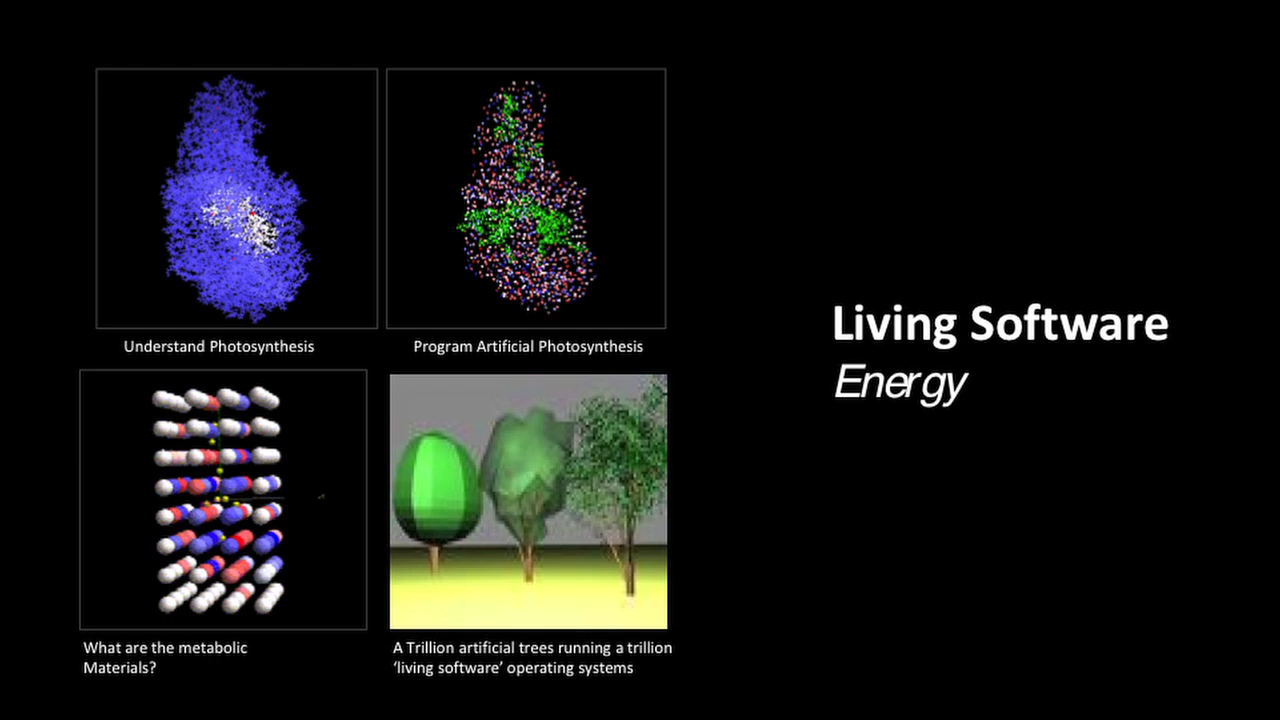 Understand Photosynthesis
Program Artificial Photosynthesis
What are the metabolic
Materials?
A Trillion artificial trees running a trillion
‘living software’ operating systems
Living Software
Energy